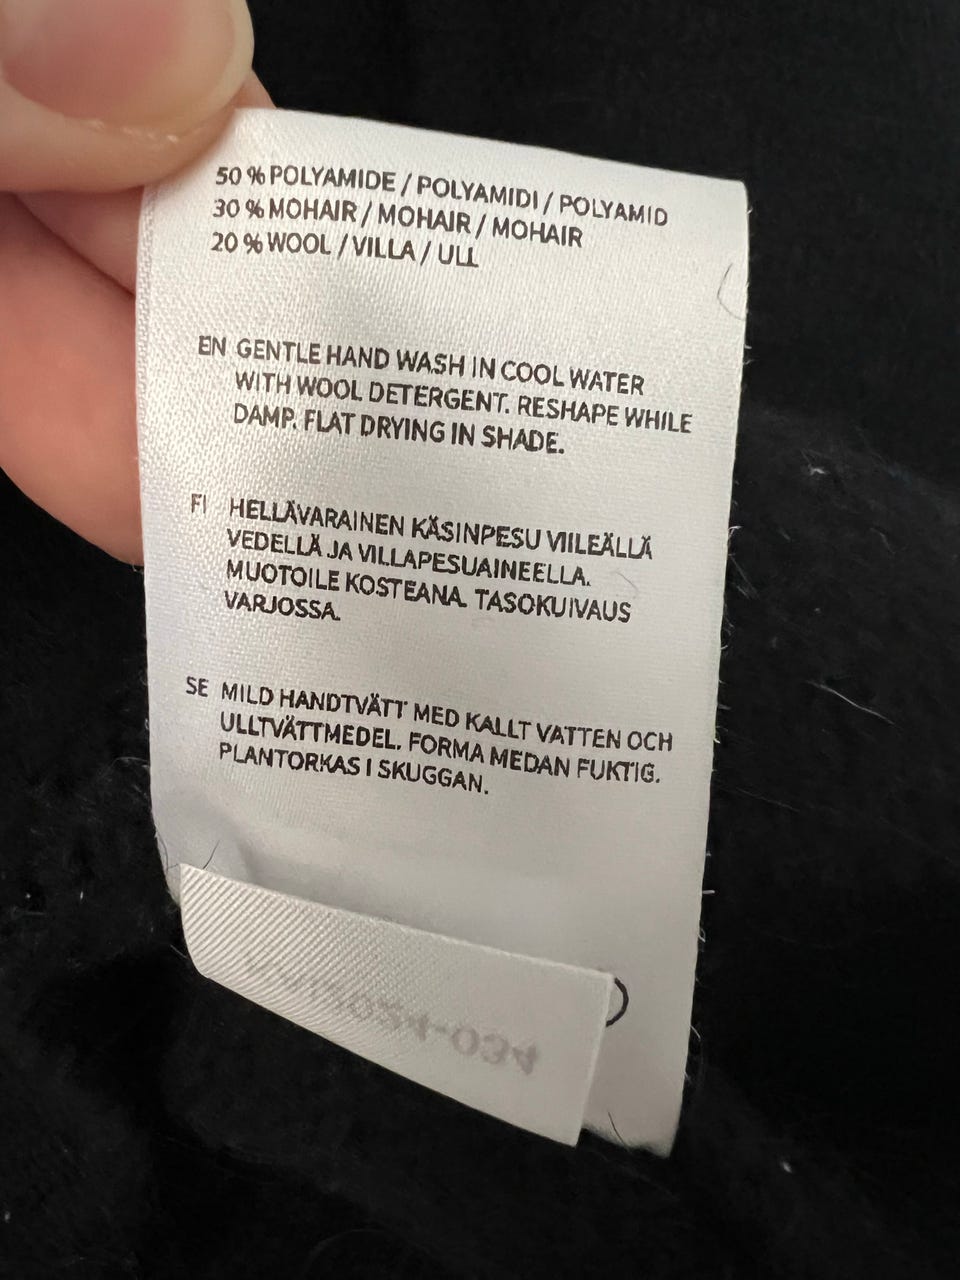 50 % POLYAMIDE / POLYAMIDI / POLYAMID
30 % MOHAIR / MOHAIR / MOHAIR
20 % WOOL / VILLA / ULL
EN GENTLE HAND WASH IN COOL WATER
WITH WOOL DETERGENT. RESHAPE WHILE
DAMP. FLAT DRYING IN SHADE.
FI HELLÄVARAINEN KÄSINPESU VIILEÄLLÄ
VEDELLÄ JA VILLAPESUAINEELLA.
MUOTOILE KOSTEANA. TASOKUIVAUS
VARJOSSA.
SE MILD HANDTVÄTT MED KALLT VATTEN OCH
ULLTVÄTTMEDEL. FORMA MEDAN FUKTIG.
PLANTORKAS I SKUGGAN.